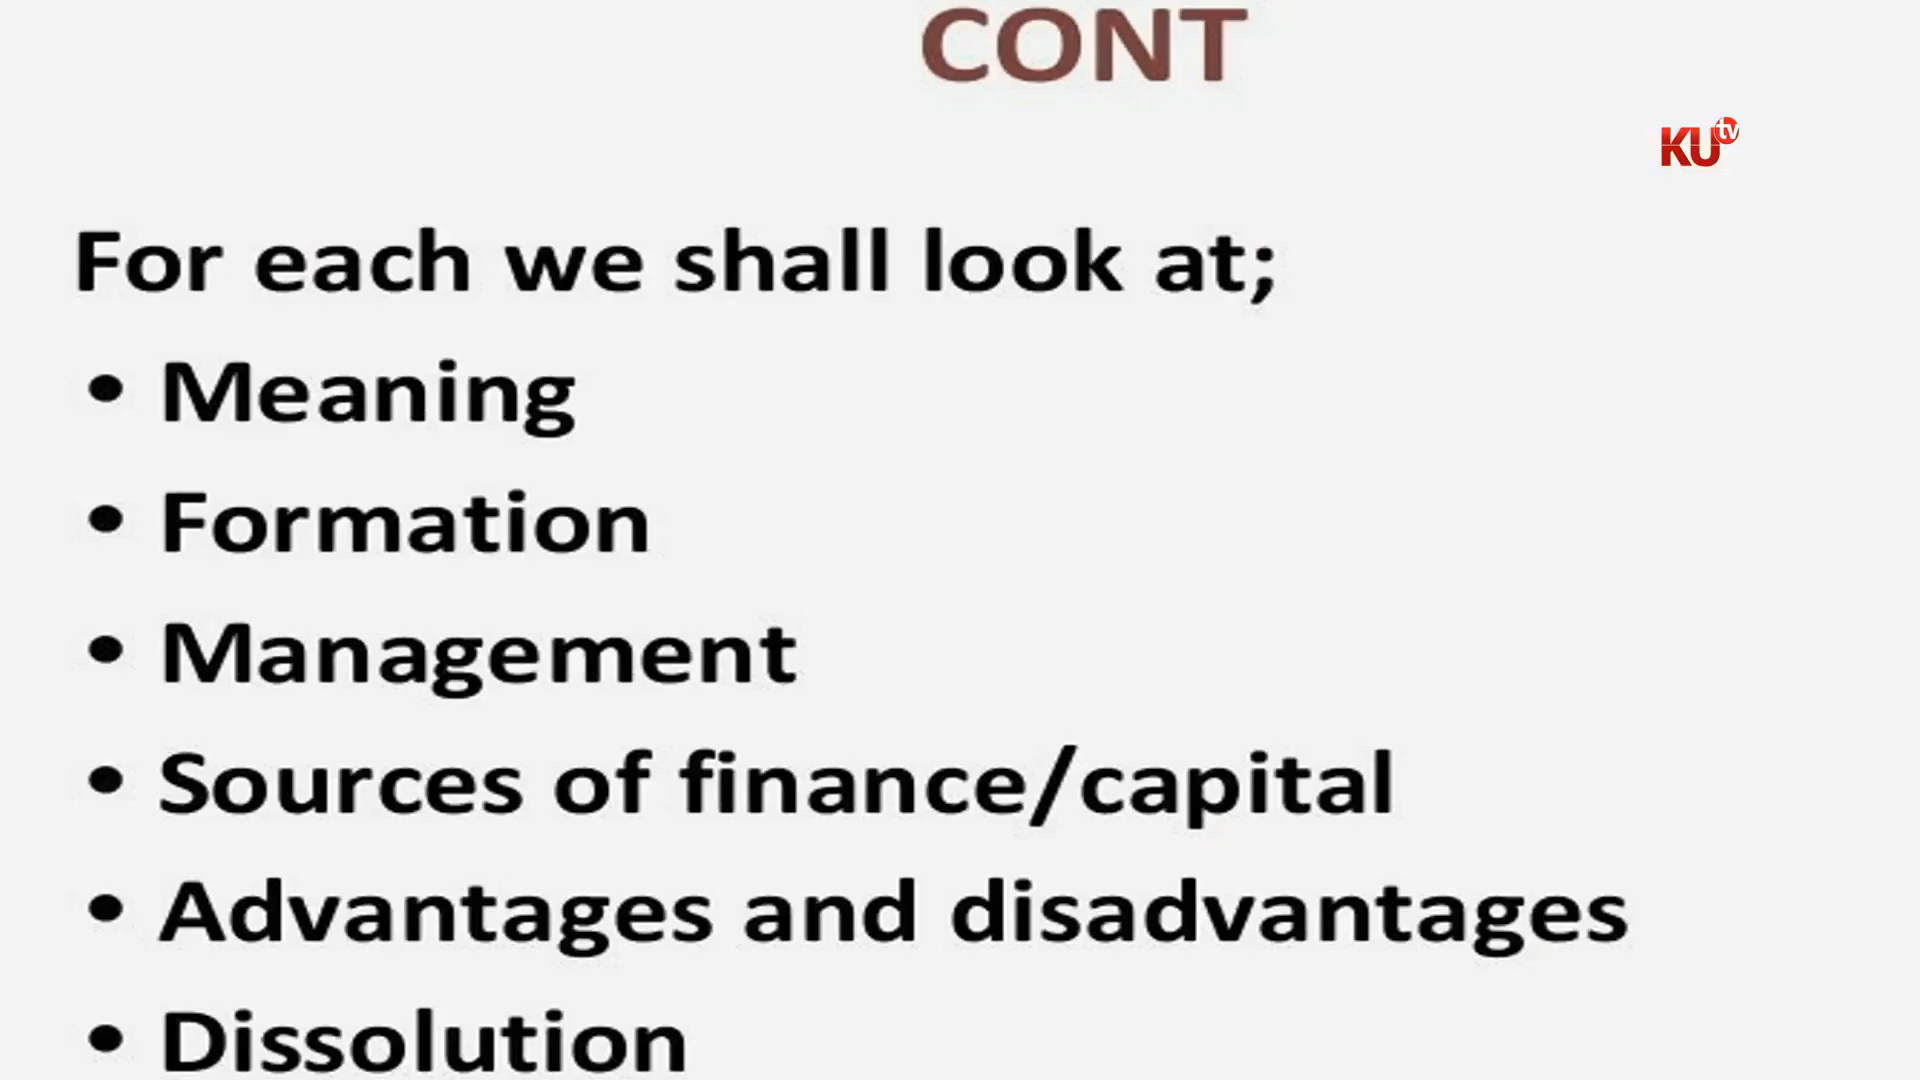 CONT
KUtv
For each we shall look at;
• Meaning
• Formation
• Management
• Sources of finance/capital
• Advantages and disadvantages
• Dissolution